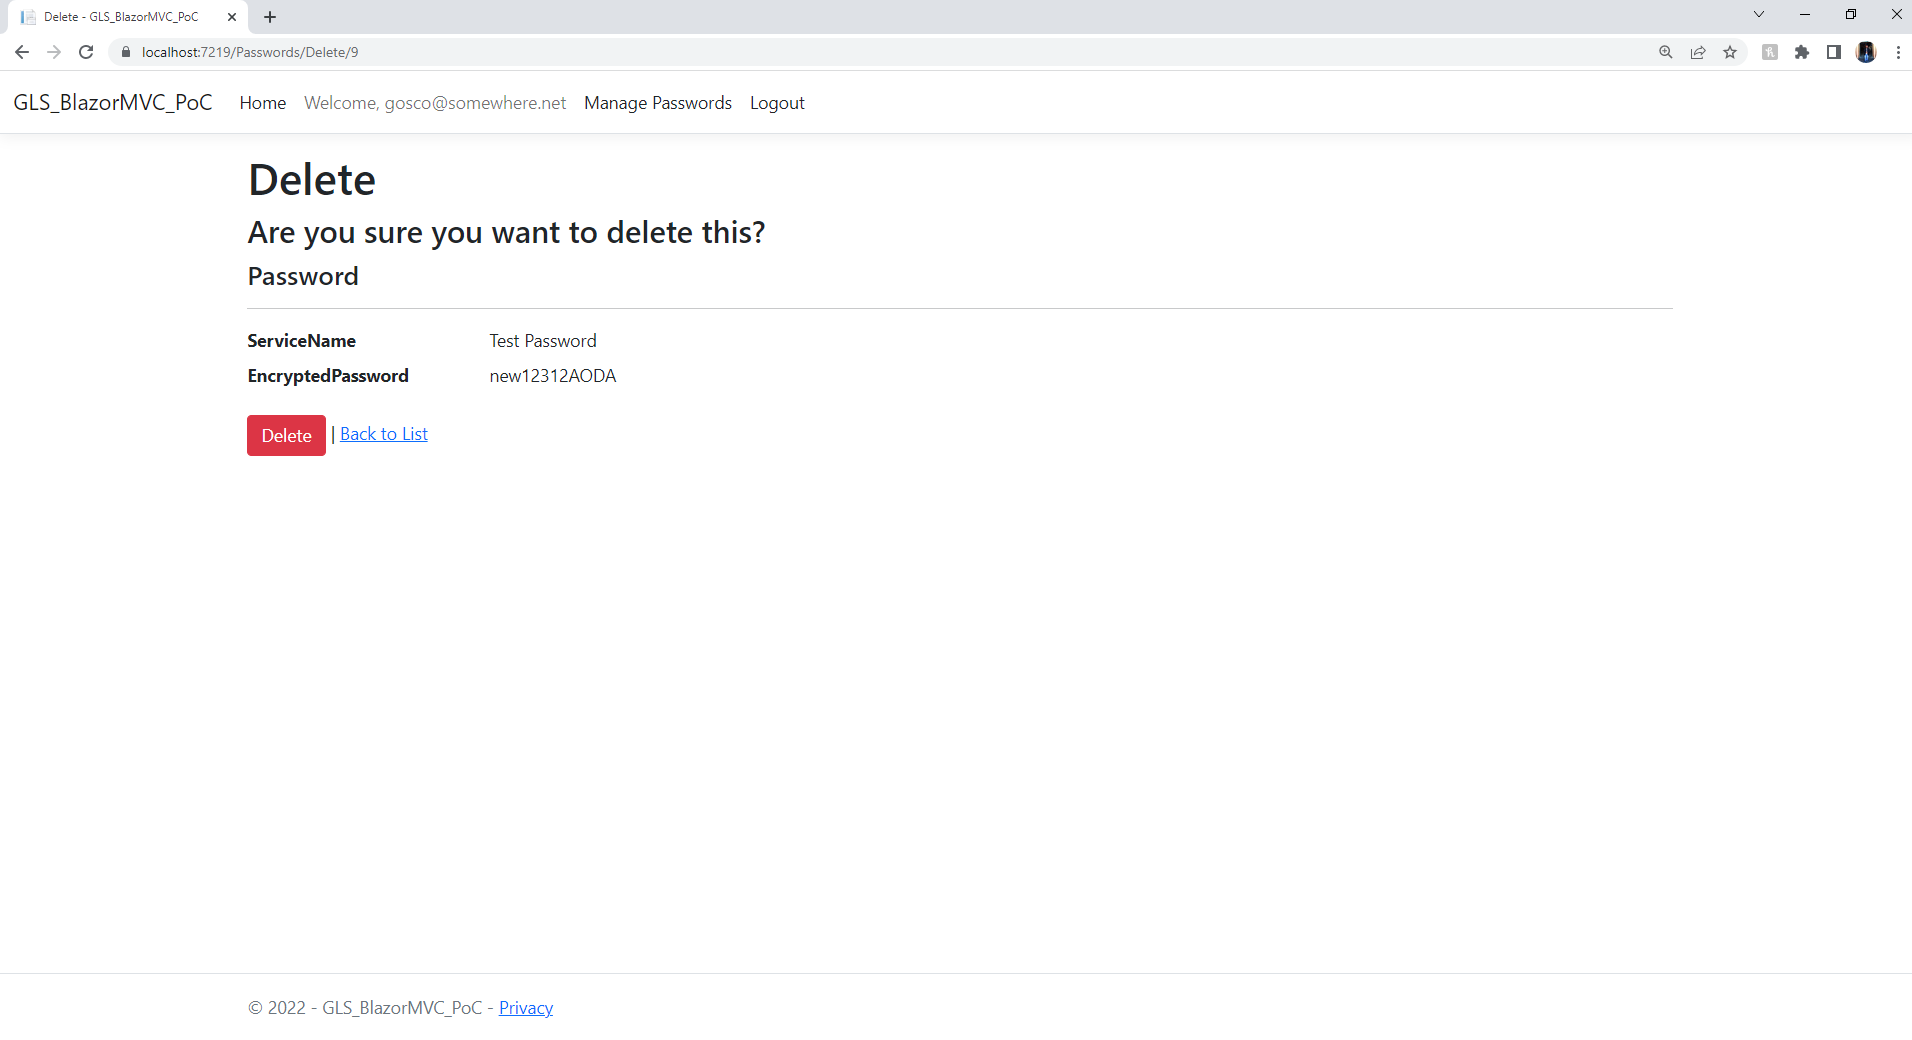 Delete - GLS_BlazorMVC_PoC
localhost:7219/Passwords/Delete/9
GLS_BlazorMVC_PoC Home Welcome, gosco@somewhere.net Manage Passwords Logout
Delete
Are you sure you want to delete this?
Password
ServiceName Test Password
EncryptedPassword new12312AODA
Delete | Back to List
© 2022 - GLS_BlazorMVC_PoC - Privacy